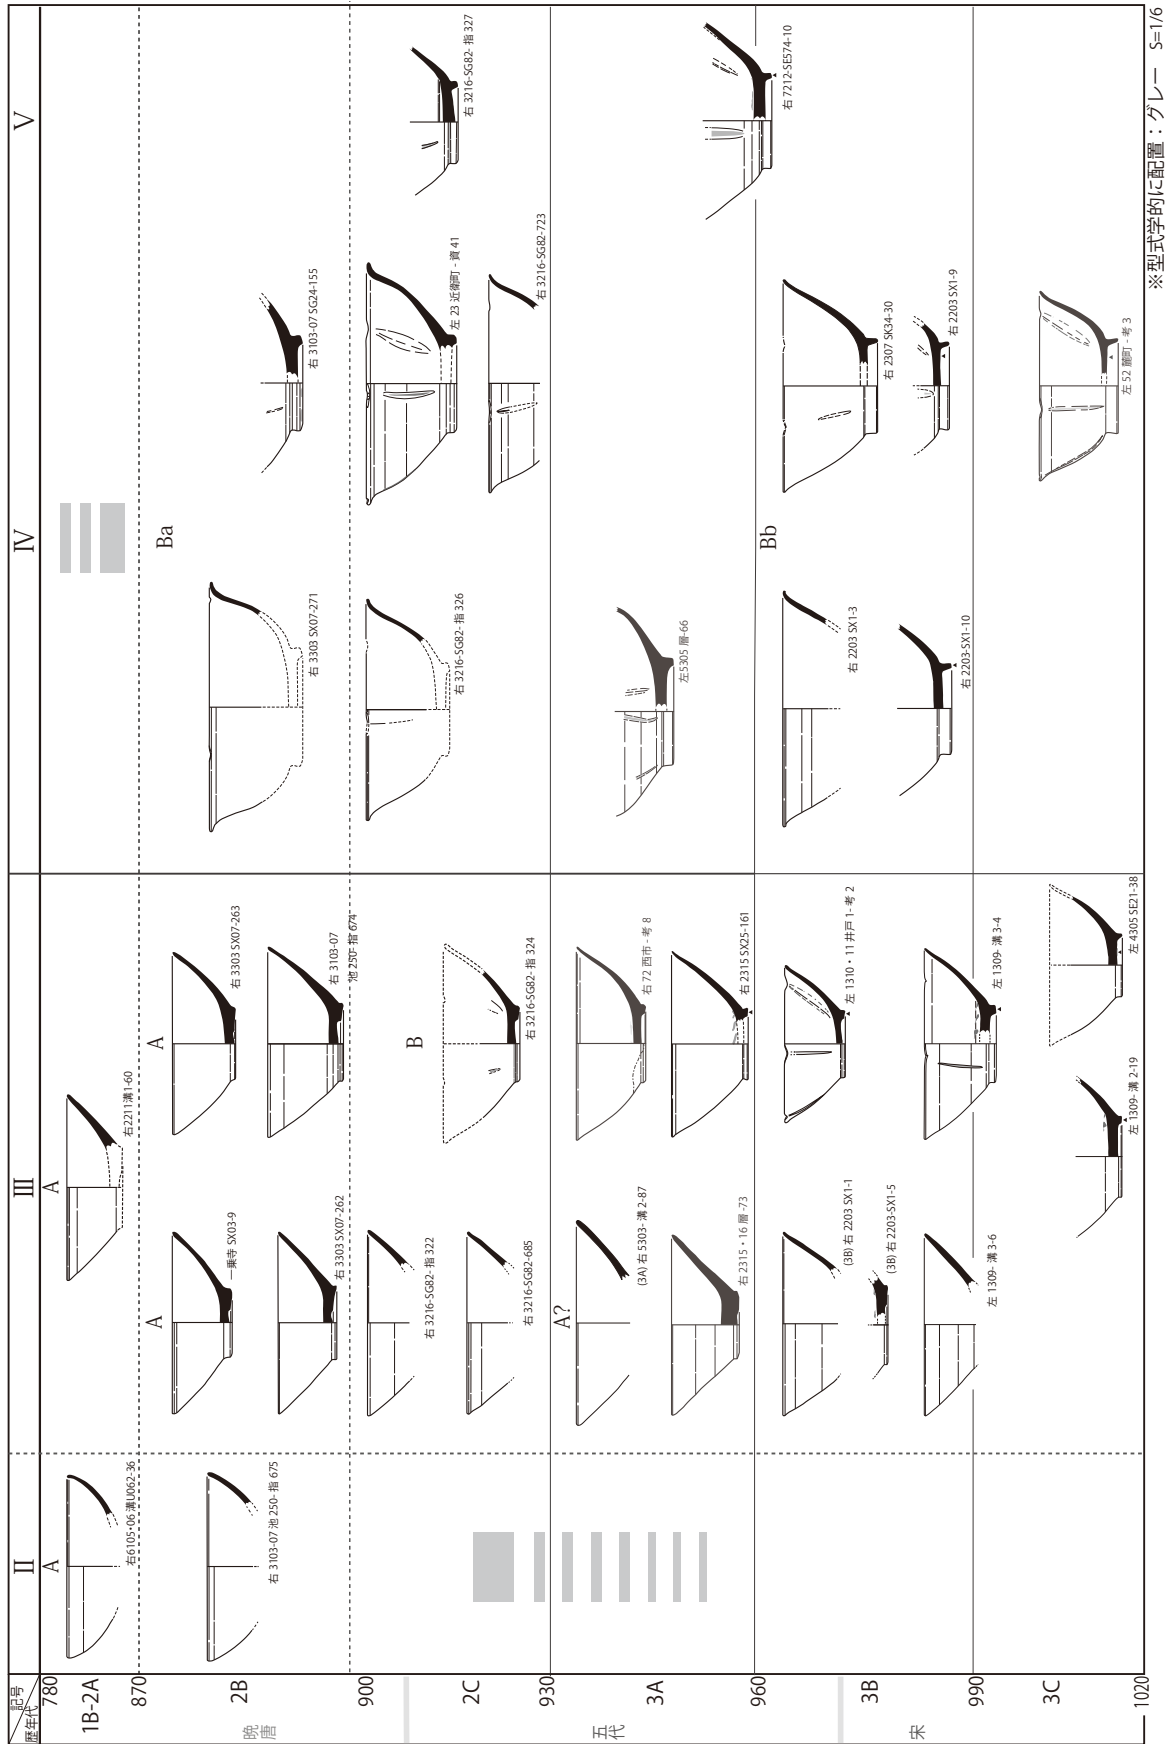 記号
歴年代
II
III
IV
V
780
1B-2A
870
2B
900
2C
930
3A
960
3B
990
3C
1020
晩唐
五代
宋
A
右6105・06 溝U062-36
右 3103-07 池 250- 指 675
A
右2211溝1-60
A
一乗寺 SX03-9
右 3303 SX07-262
A
右 3303 SX07-263
右 3103-07
池 250- 指 674
右 3216-SG82- 指 322
右 3216-SG82-685
B
右 3216-SG82- 指 324
A?
(3A) 右 5303- 溝 2-87
右 2315・16 層 -73
右 72 西市 - 考 8
右 2315 SX25-161
(3B) 右 2203 SX1-1
(3B) 右 2203-SX1-5
左 1310・11 井戸 1- 考 2
左 1309- 溝 3-6
左 1309- 溝 3-4
左 1309- 溝 2-19
左 4305 SE21-38
Ba
右 3303 SX07-271
右 3103-07 SG24-155
右 3216-SG82- 指 326
左 23 近衛町 - 資 41
右 3216-SG82-723
左5305 層-66
Bb
右 2203 SX1-3
右 2203-SX1-10
右 2307 SK34-30
右 2203 SX1-9
左 52 麓町 - 考 3
右 3216-SG82- 指 327
右 7212-SE574-10
※型式学的に配置：グレー S=1/6